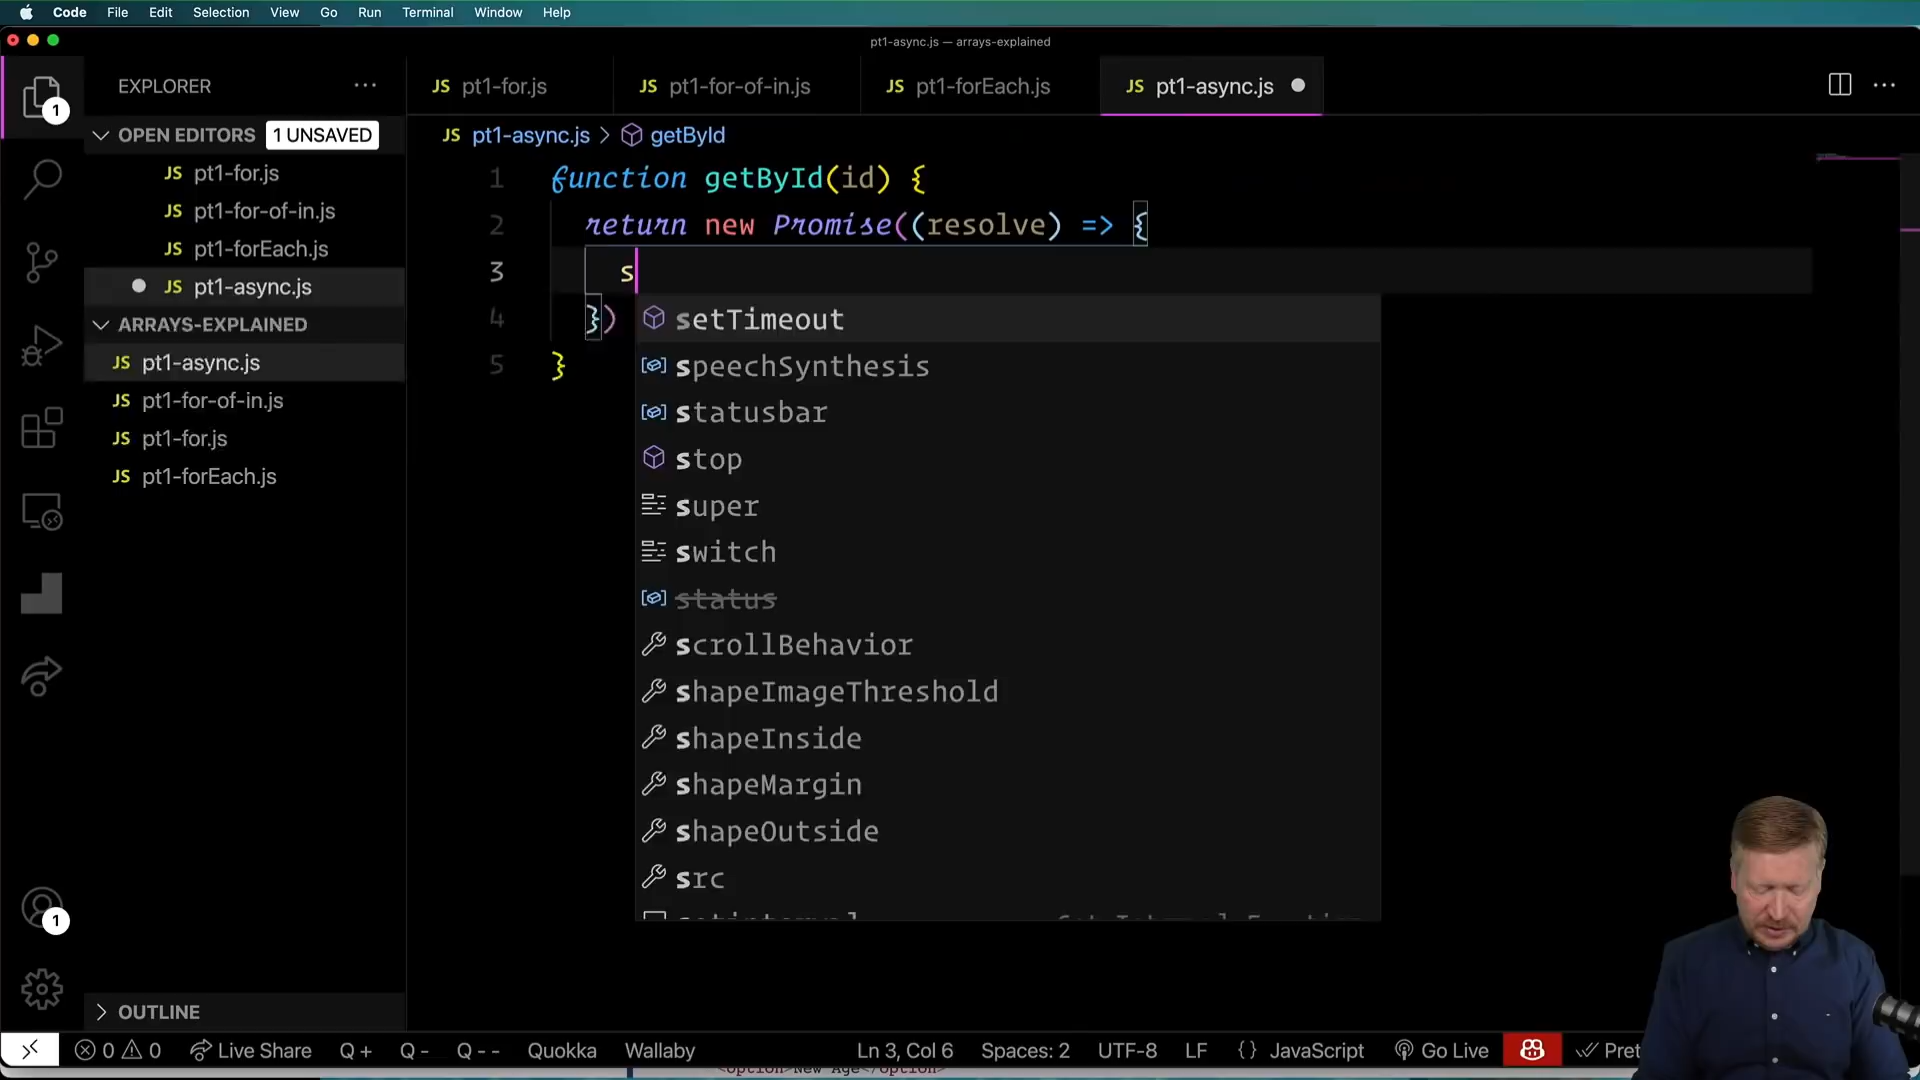 Code File Edit Selection View Go Run Terminal Window Help
pt1-async.js — arrays-explained
EXPLORER
JS pt1-for.js
JS pt1-for-of-in.js
JS pt1-forEach.js
JS pt1-async.js
1
OPEN EDITORS 1 UNSAVED
JS pt1-for.js
JS pt1-for-of-in.js
JS pt1-forEach.js
JS pt1-async.js
ARRAYS-EXPLAINED
JS pt1-async.js
JS pt1-for-of-in.js
JS pt1-for.js
JS pt1-forEach.js
OUTLINE
1
JS pt1-async.js > getById
1 function getById(id) {
2 return new Promise((resolve) => {
3 s
4 })
5 }
setTimeout
speechSynthesis
statusbar
stop
super
switch
status
scrollBehavior
shapeImageThreshold
shapeInside
shapeMargin
shapeOutside
src
0 0 Live Share Q + Q - Q -- Quokka Wallaby Ln 3, Col 6 Spaces: 2 UTF-8 LF {} JavaScript Go Live
<option>New Age</option>